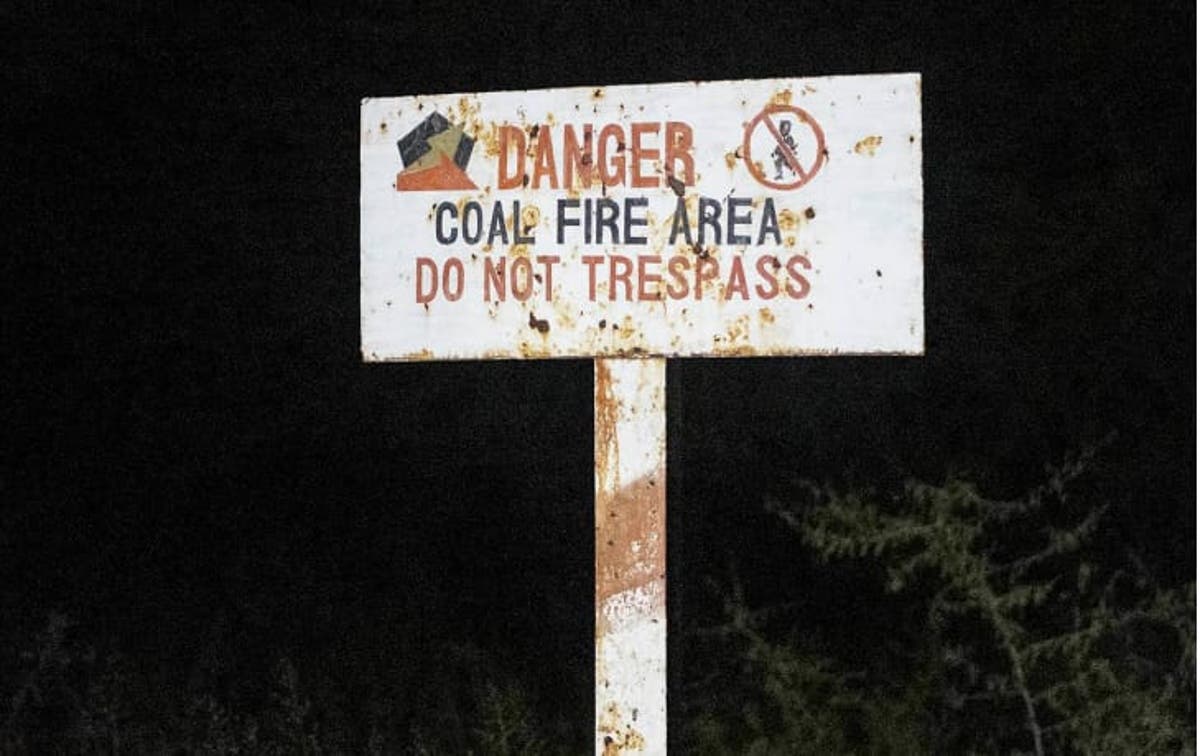 DANGER
COAL FIRE AREA
DO NOT TRESPASS